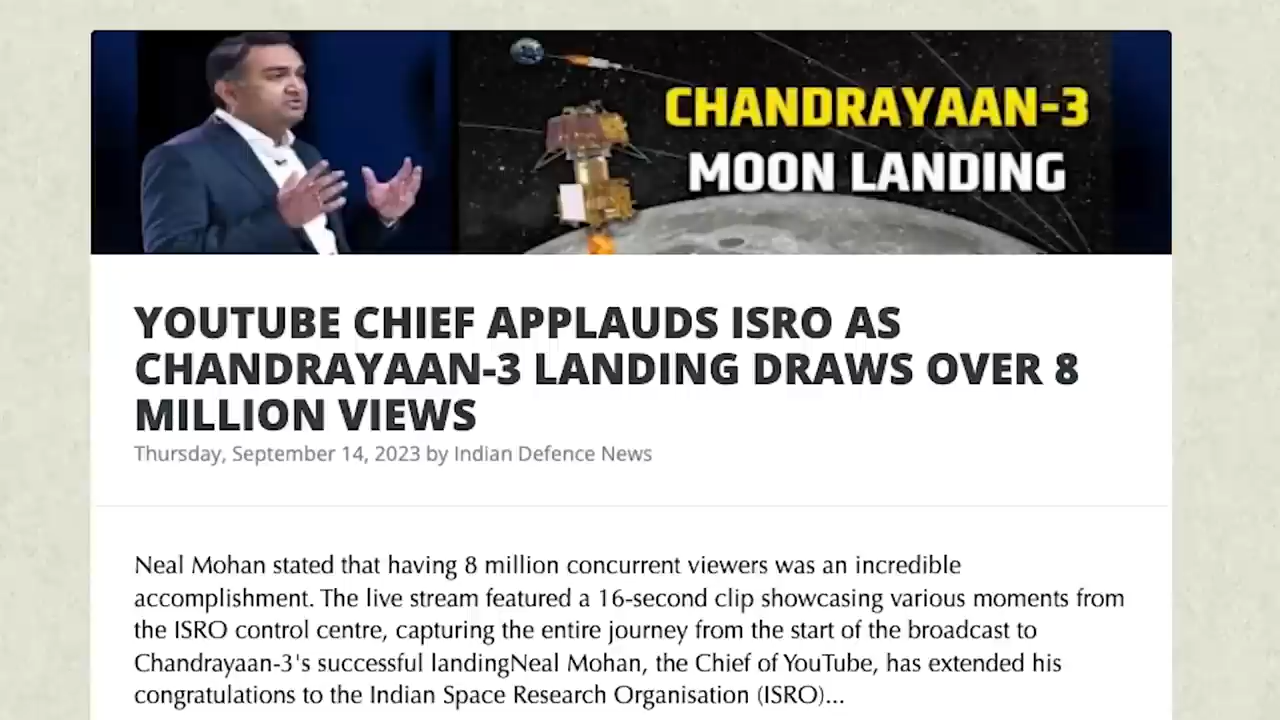 CHANDRAYAAN-3
MOON LANDING
YOUTUBE CHIEF APPLAUDS ISRO AS
CHANDRAYAAN-3 LANDING DRAWS OVER 8
MILLION VIEWS
Thursday, September 14, 2023 by Indian Defence News
Neal Mohan stated that having 8 million concurrent viewers was an incredible
accomplishment. The live stream featured a 16-second clip showcasing various moments from
the ISRO control centre, capturing the entire journey from the start of the broadcast to
Chandrayaan-3's successful landingNeal Mohan, the Chief of YouTube, has extended his
congratulations to the Indian Space Research Organisation (ISRO)...